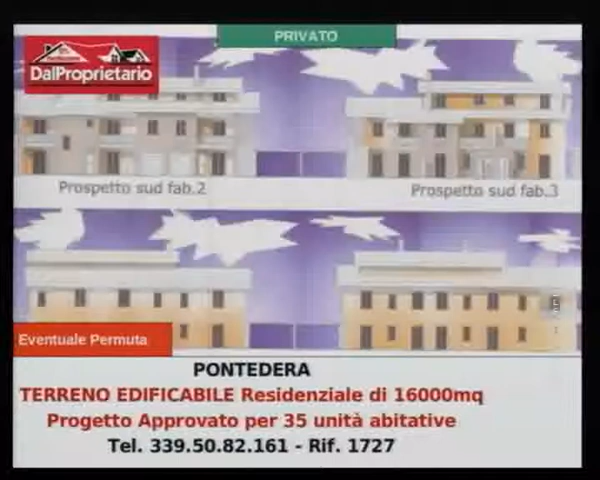 PRIVATO
DalProprietario
Prospetto sud fab.2
Prospetto sud fab.3
Eventuale Permuta
PONTEDERA
TERRENO EDIFICABILE Residenziale di 16000mq
Progetto Approvato per 35 unità abitative
Tel. 339.50.82.161 - Rif. 1727